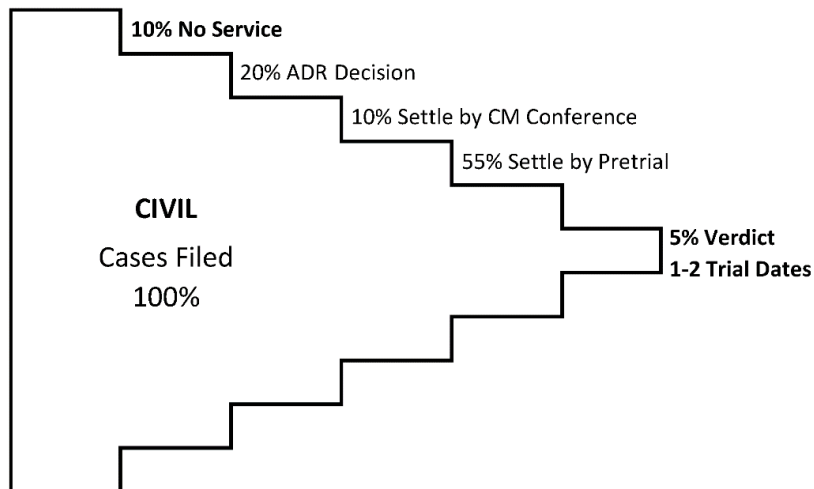 10% No Service
20% ADR Decision
10% Settle by CM Conference
55% Settle by Pretrial
CIVIL
Cases Filed
100%
5% Verdict
1-2 Trial Dates